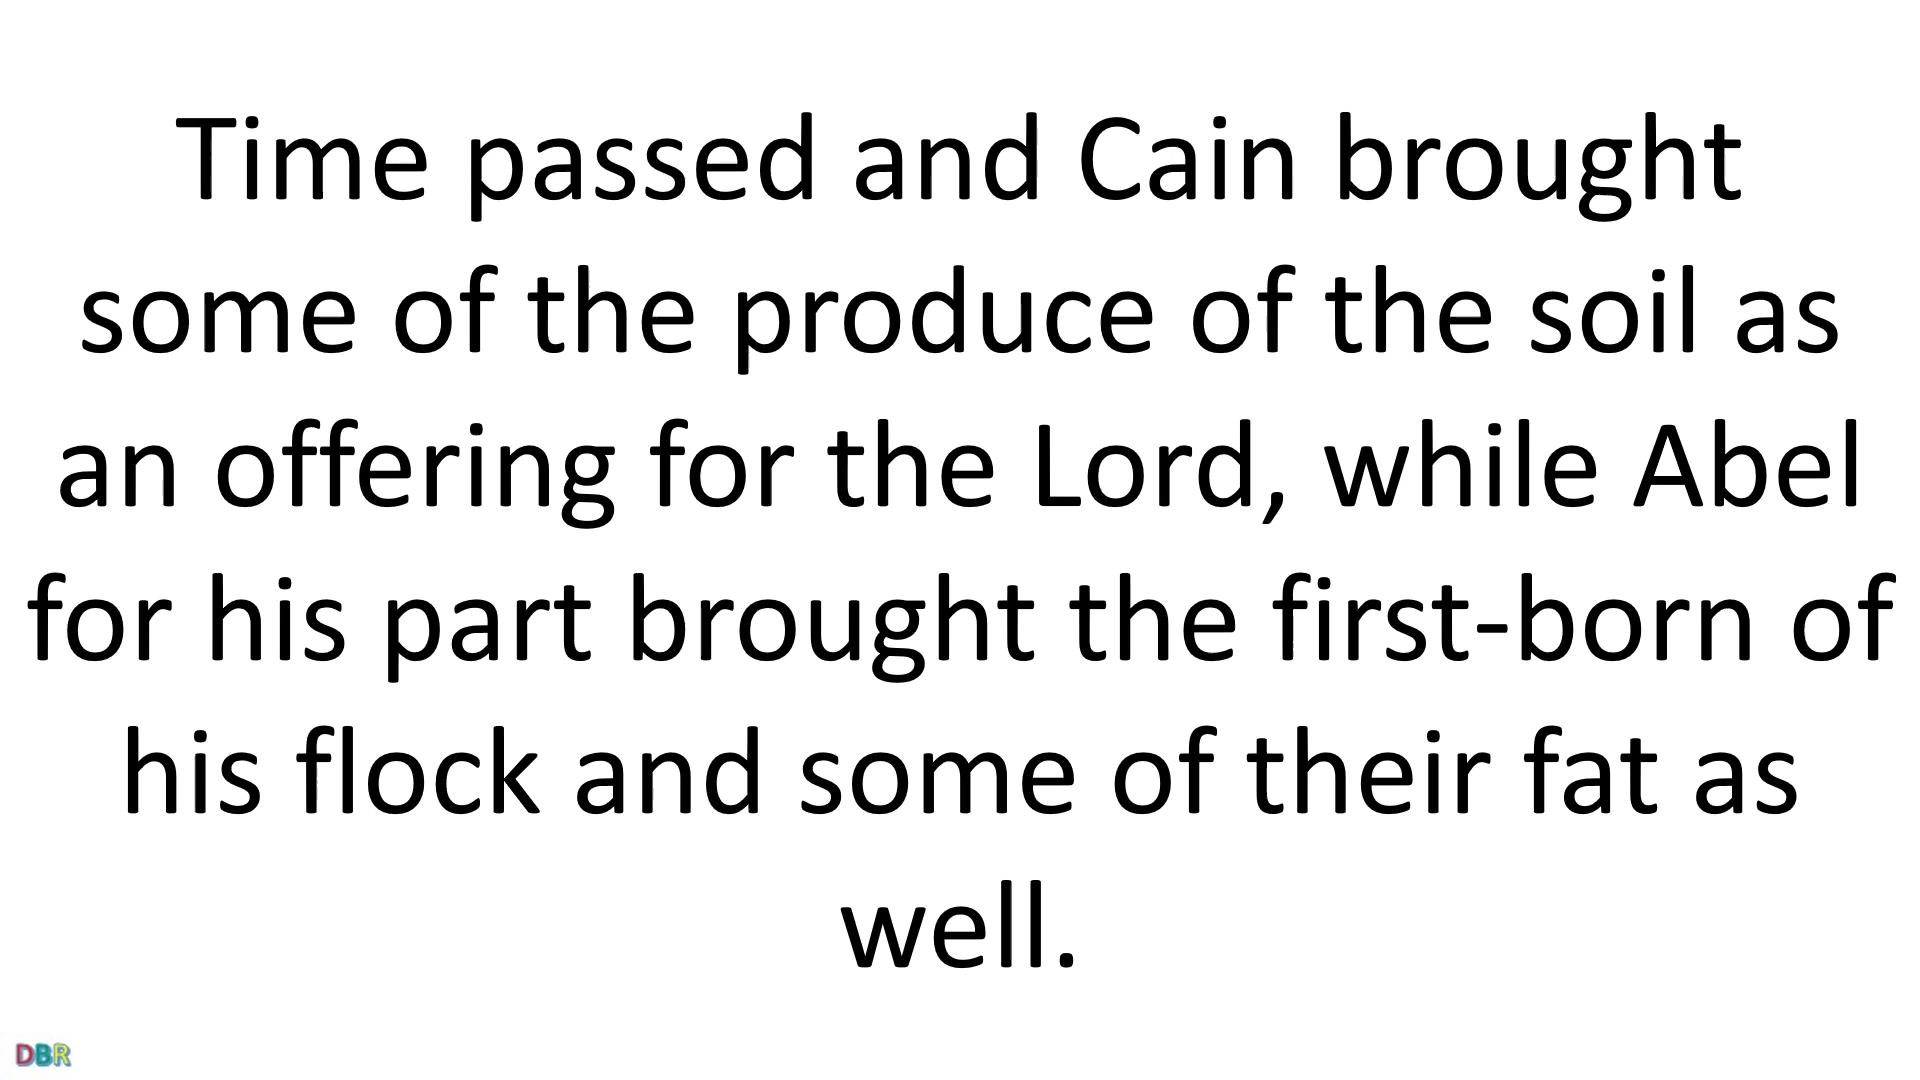 Time passed and Cain brought
some of the produce of the soil as
an offering for the Lord, while Abel
for his part brought the first-born of
his flock and some of their fat as
well.
DBR